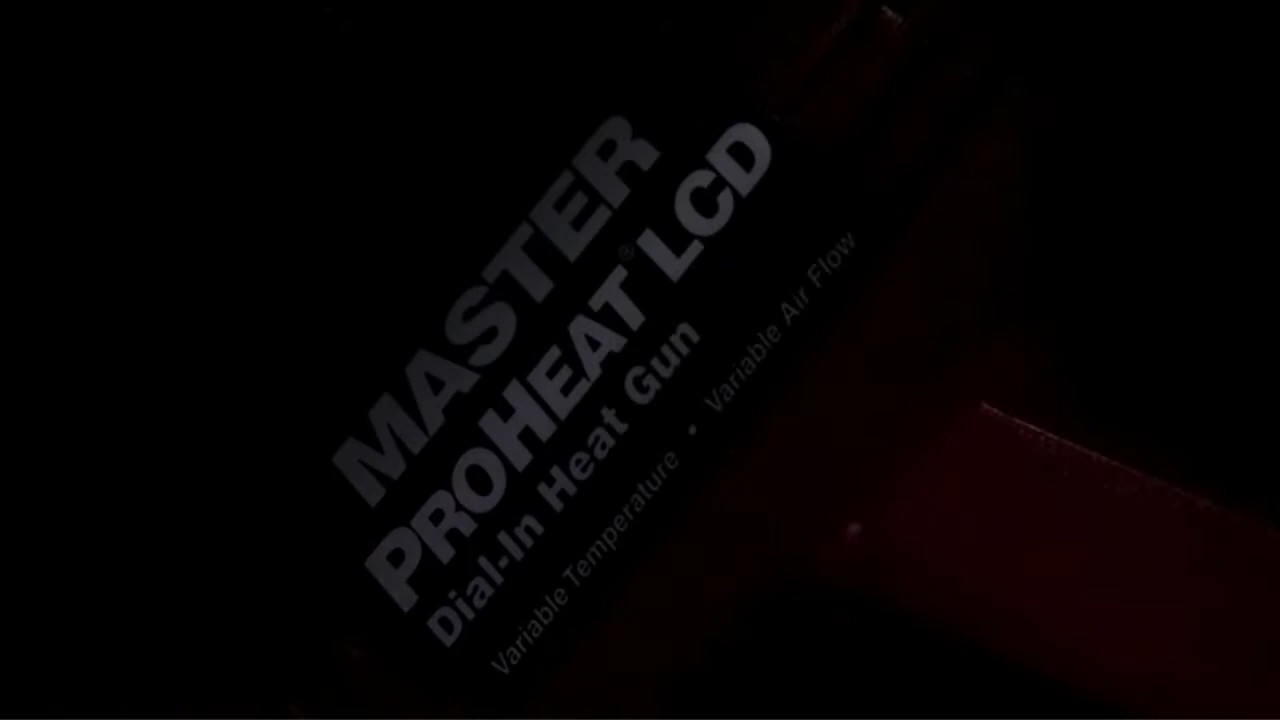 MASTER
PROHEAT® LCD
Dial-In Heat Gun
Variable Temperature • Variable Air Flow